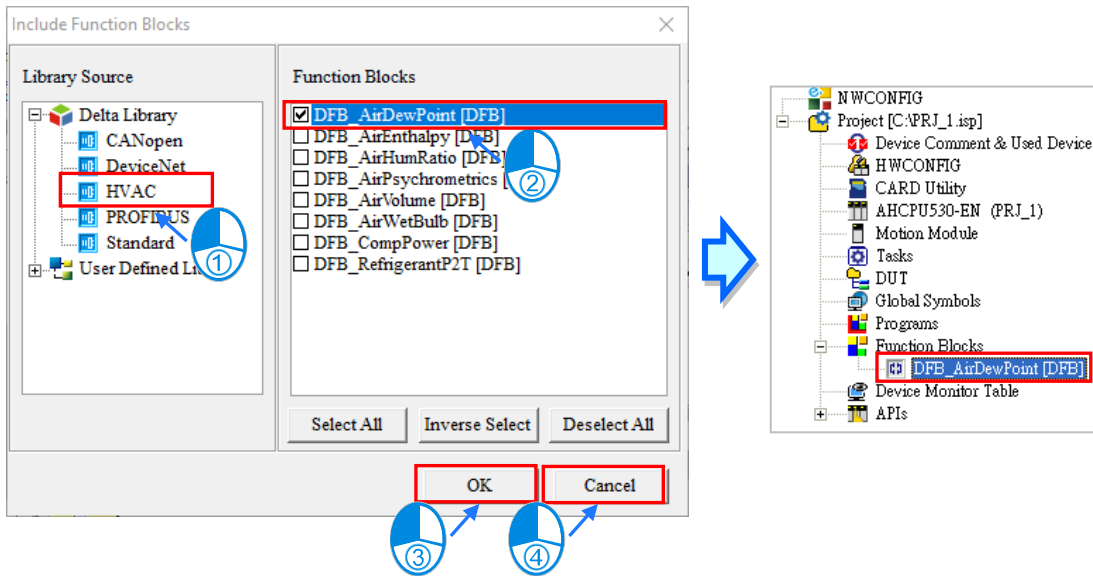 Include Function Blocks
Library Source
Delta Library
CANopen
DeviceNet
HVAC
PROFIBUS
Standard
User Defined
①
Function Blocks
DFB_AirDewPoint [DFB]
DFB_AirEnthalpy [DFB]
DFB_AirHumRatio [DFB]
DFB_AirPsychrometrics [
DFB_AirVolume [DFB]
DFB_AirWetBulb [DFB]
DFB_CompPower [DFB]
DFB_RefrigerantP2T [DFB]
②
Select All Inverse Select Deselect All
OK Cancel
③ ④
NWCONFIG
Project [C:\PRJ_1.isp]
Device Comment & Used Device
HWCONFIG
CARD Utility
AHCPU530-EN (PRJ_1)
Motion Module
Tasks
DUT
Global Symbols
Programs
Function Blocks
DFB_AirDewPoint [DFB]
Device Monitor Table
APIs